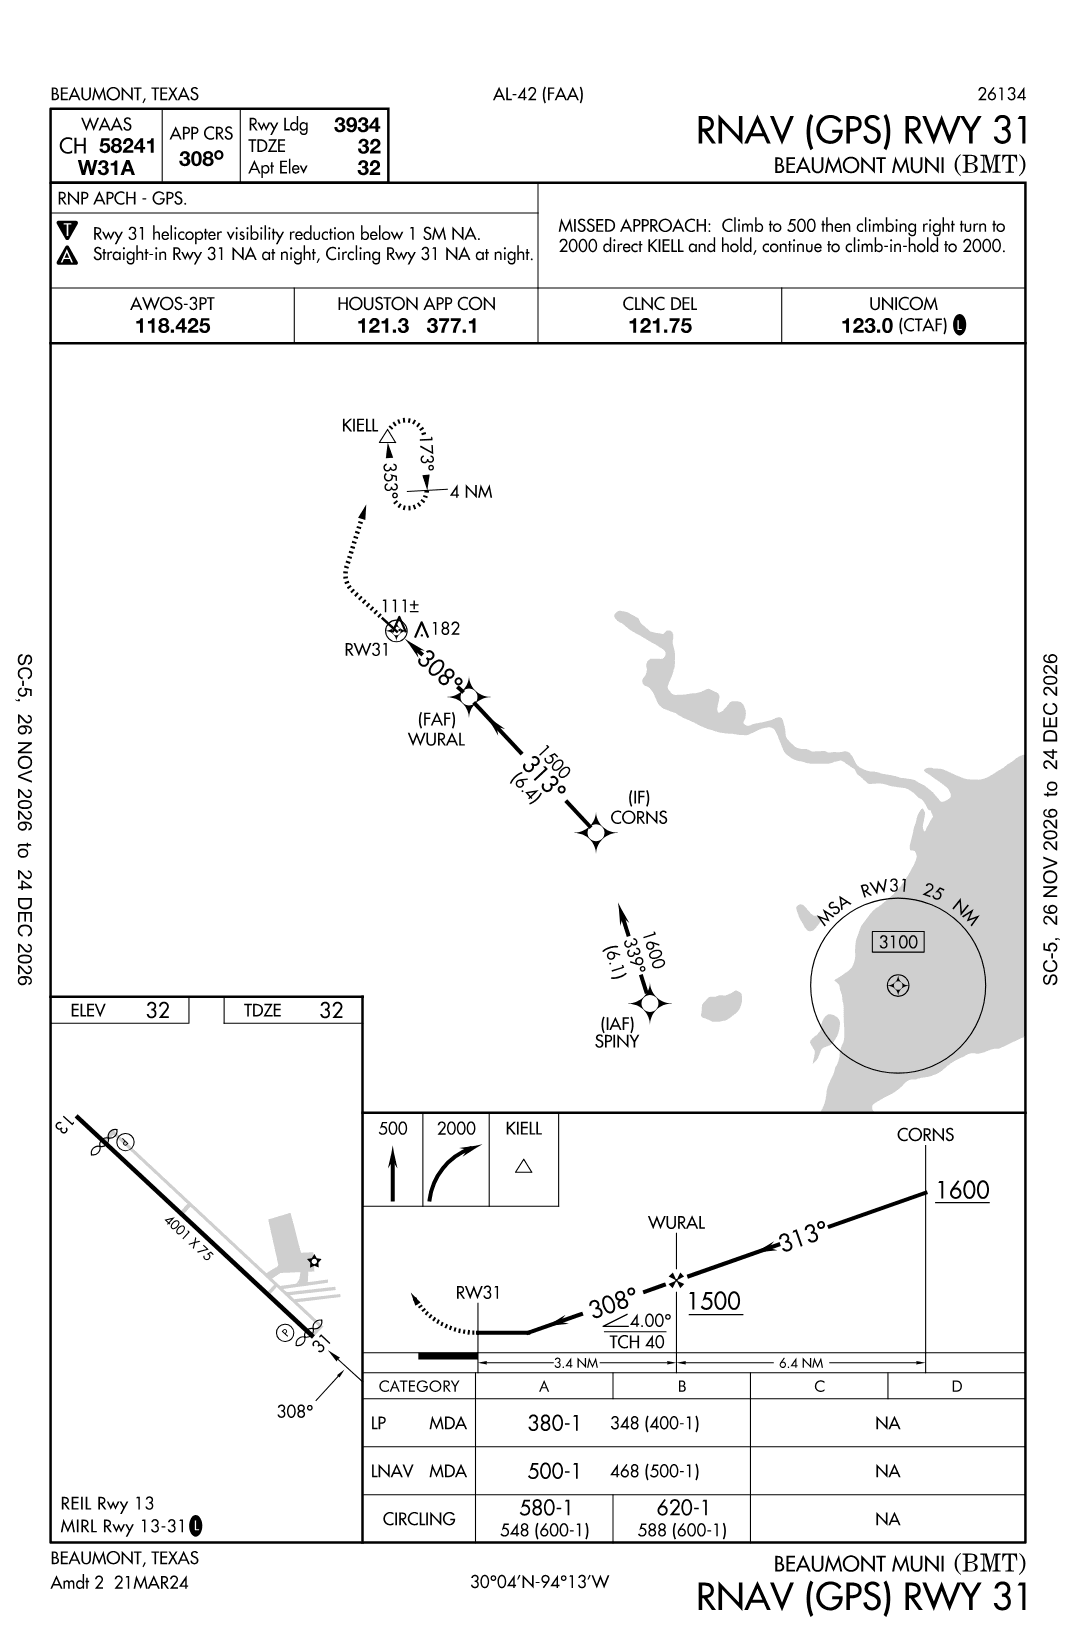 BEAUMONT, TEXAS
AL-42 (FAA)
26134
WAAS
CH 58241
W31A
APP CRS
308°
Rwy Ldg 3934
TDZE 32
Apt Elev 32
RNAV (GPS) RWY 31
BEAUMONT MUNI (BMT)
RNP APCH - GPS.
T Rwy 31 helicopter visibility reduction below 1 SM NA.
A Straight-in Rwy 31 NA at night, Circling Rwy 31 NA at night.
MISSED APPROACH: Climb to 500 then climbing right turn to
2000 direct KIELL and hold, continue to climb-in-hold to 2000.
AWOS-3PT
118.425
HOUSTON APP CON
121.3 377.1
CLNC DEL
121.75
UNICOM
123.0 (CTAF) L
KIELL
173°
353°
4 NM
111±
182
RW31
308°
(FAF)
WURAL
1500
313°
(6.4)
(IF)
CORNS
1600
339°
(6.1)
(IAF)
SPINY
MSA RW31 25 NM
3100
SC-5, 26 NOV 2026 to 24 DEC 2026
SC-5, 26 NOV 2026 to 24 DEC 2026
ELEV 32
TDZE 32
13
P
4001 X 75
P
31
308°
REIL Rwy 13
MIRL Rwy 13-31 L
500
2000
KIELL
CORNS
1600
WURAL
313°
1500
RW31
308°
4.00°
TCH 40
3.4 NM
6.4 NM
CATEGORY A B C D
LP MDA 380-1 348 (400-1) NA
LNAV MDA 500-1 468 (500-1) NA
CIRCLING
580-1
548 (600-1)
620-1
588 (600-1)
NA
BEAUMONT, TEXAS
Amdt 2 21MAR24
30°04'N-94°13'W
BEAUMONT MUNI (BMT)
RNAV (GPS) RWY 31